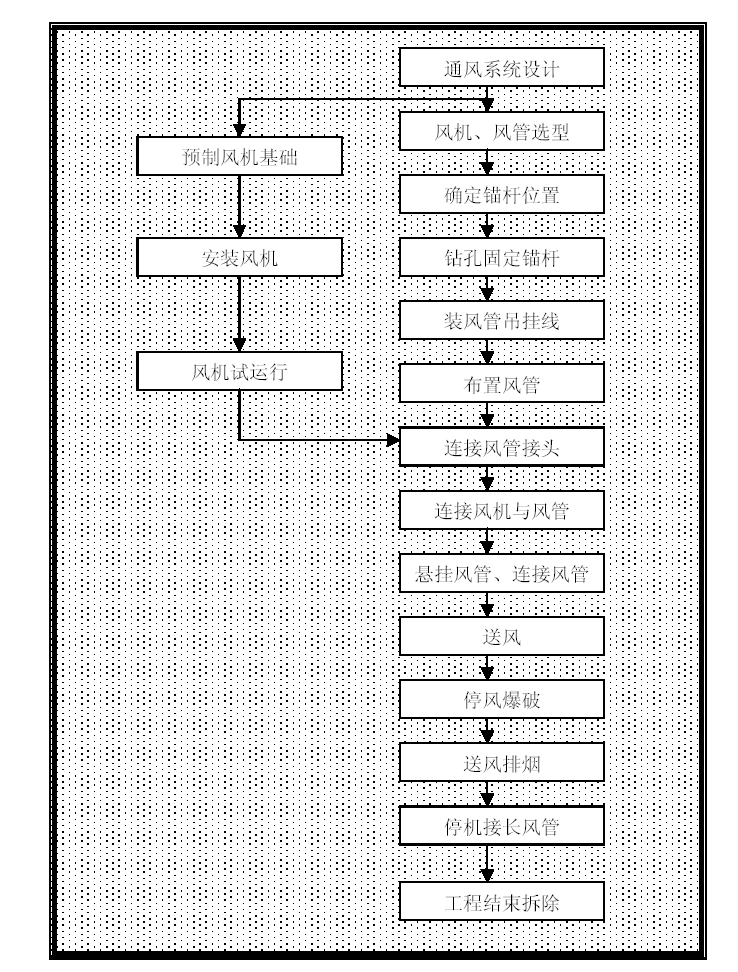 通风系统设计
风机、风管选型
预制风机基础
确定锚杆位置
安装风机
钻孔固定锚杆
装风管吊挂线
风机试运行
布置风管
连接风管接头
连接风机与风管
悬挂风管、连接风管
送风
停风爆破
送风排烟
停机接长风管
工程结束拆除